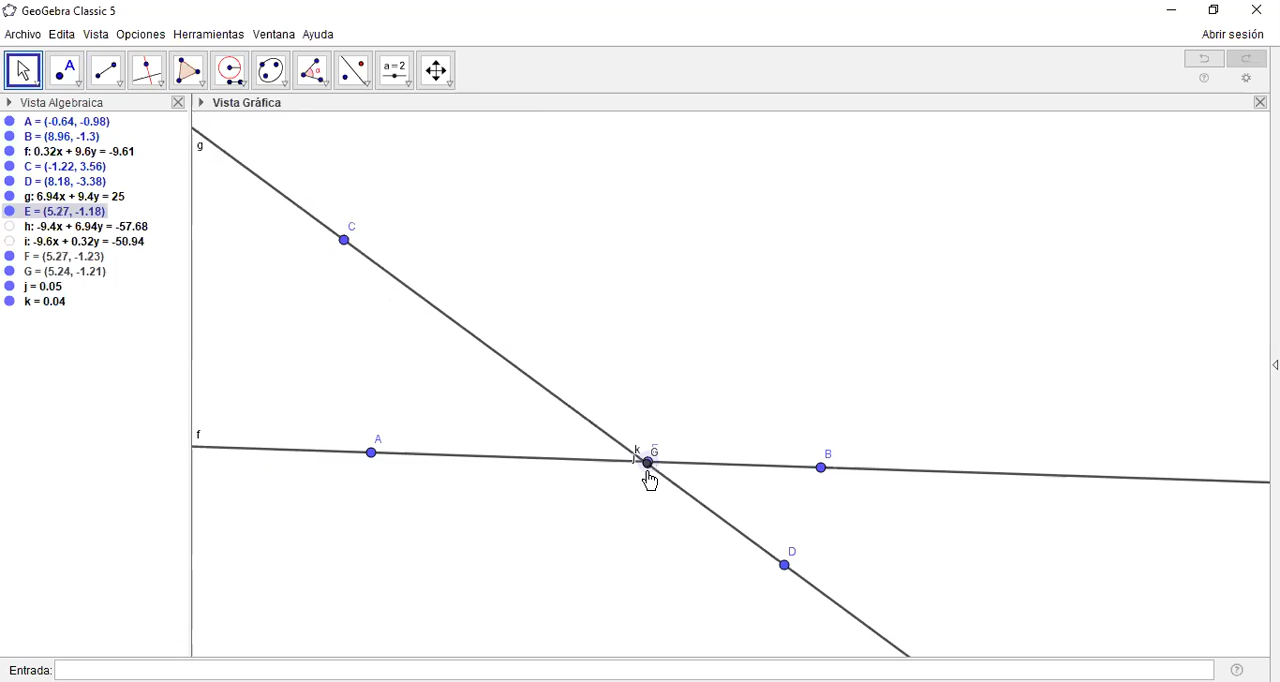 GeoGebra Classic 5
Archivo Edita Vista Opciones Herramientas Ventana Ayuda
Abrir sesión
A
a=2
Vista Algebraica
Vista Gráfica
A = (-0.64, -0.98)
B = (8.96, -1.3)
f: 0.32x + 9.6y = -9.61
C = (-1.22, 3.56)
D = (8.18, -3.38)
g: 6.94x + 9.4y = 25
E = (5.27, -1.18)
h: -9.4x + 6.94y = -57.68
i: -9.6x + 0.32y = -50.94
F = (5.27, -1.23)
G = (5.24, -1.21)
j = 0.05
k = 0.04
g
C
f
A
k
G
j
B
D
Entrada: